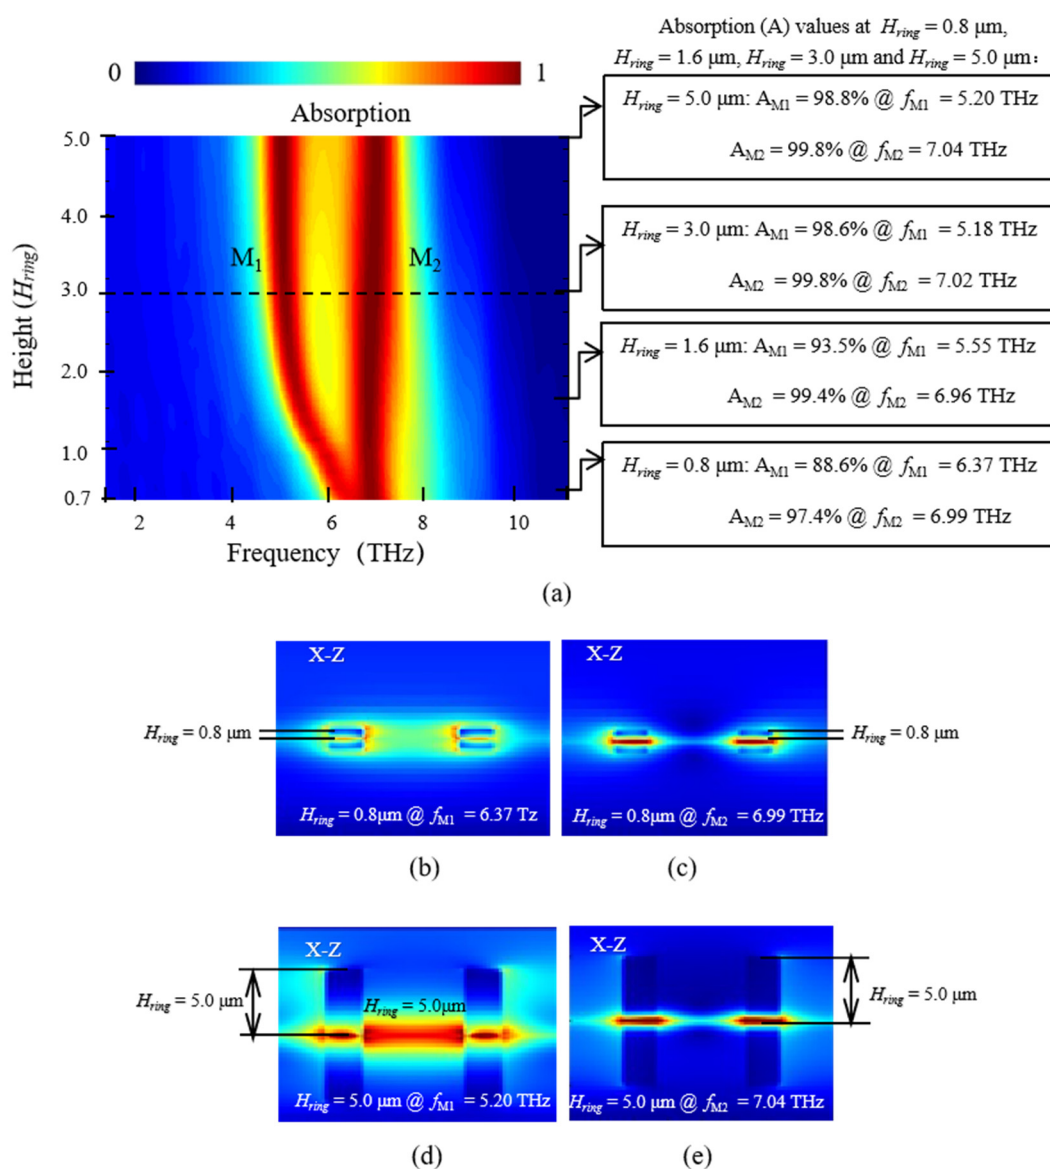 Absorption (A) values at H_ring = 0.8 μm,
H_ring = 1.6 μm, H_ring = 3.0 μm and H_ring = 5.0 μm:
0 1
Absorption
H_ring = 5.0 μm: A_M1 = 98.8% @ f_M1 = 5.20 THz
A_M2 = 99.8% @ f_M2 = 7.04 THz
H_ring = 3.0 μm: A_M1 = 98.6% @ f_M1 = 5.18 THz
A_M2 = 99.8% @ f_M2 = 7.02 THz
H_ring = 1.6 μm: A_M1 = 93.5% @ f_M1 = 5.55 THz
A_M2 = 99.4% @ f_M2 = 6.96 THz
H_ring = 0.8 μm: A_M1 = 88.6% @ f_M1 = 6.37 THz
A_M2 = 97.4% @ f_M2 = 6.99 THz
Height (H_ring)
5.0
4.0
3.0
2.0
1.0
0.7
M_1 M_2
2 4 6 8 10
Frequency (THz)
(a)
X-Z
H_ring = 0.8 μm
H_ring = 0.8μm @ f_M1 = 6.37 Tz
(b)
X-Z
H_ring = 0.8 μm
H_ring = 0.8μm @ f_M2 = 6.99 THz
(c)
X-Z
H_ring = 5.0 μm
H_ring = 5.0μm
H_ring = 5.0 μm @ f_M1 = 5.20 THz
(d)
X-Z
H_ring = 5.0 μm
H_ring = 5.0 μm @ f_M2 = 7.04 THz
(e)